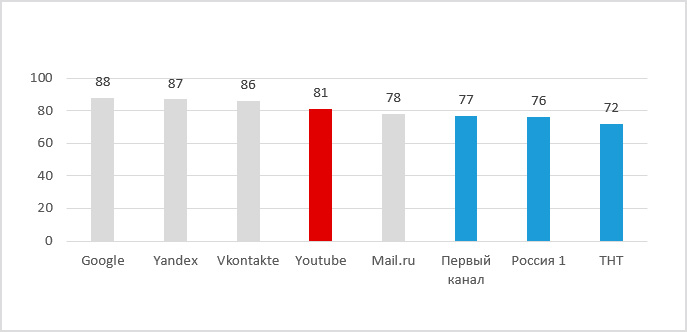 88
87
86
81
78
77
76
72
100
80
60
40
20
0
Google
Yandex
Vkontakte
Youtube
Mail.ru
Первый
канал
Россия 1
ТНТ